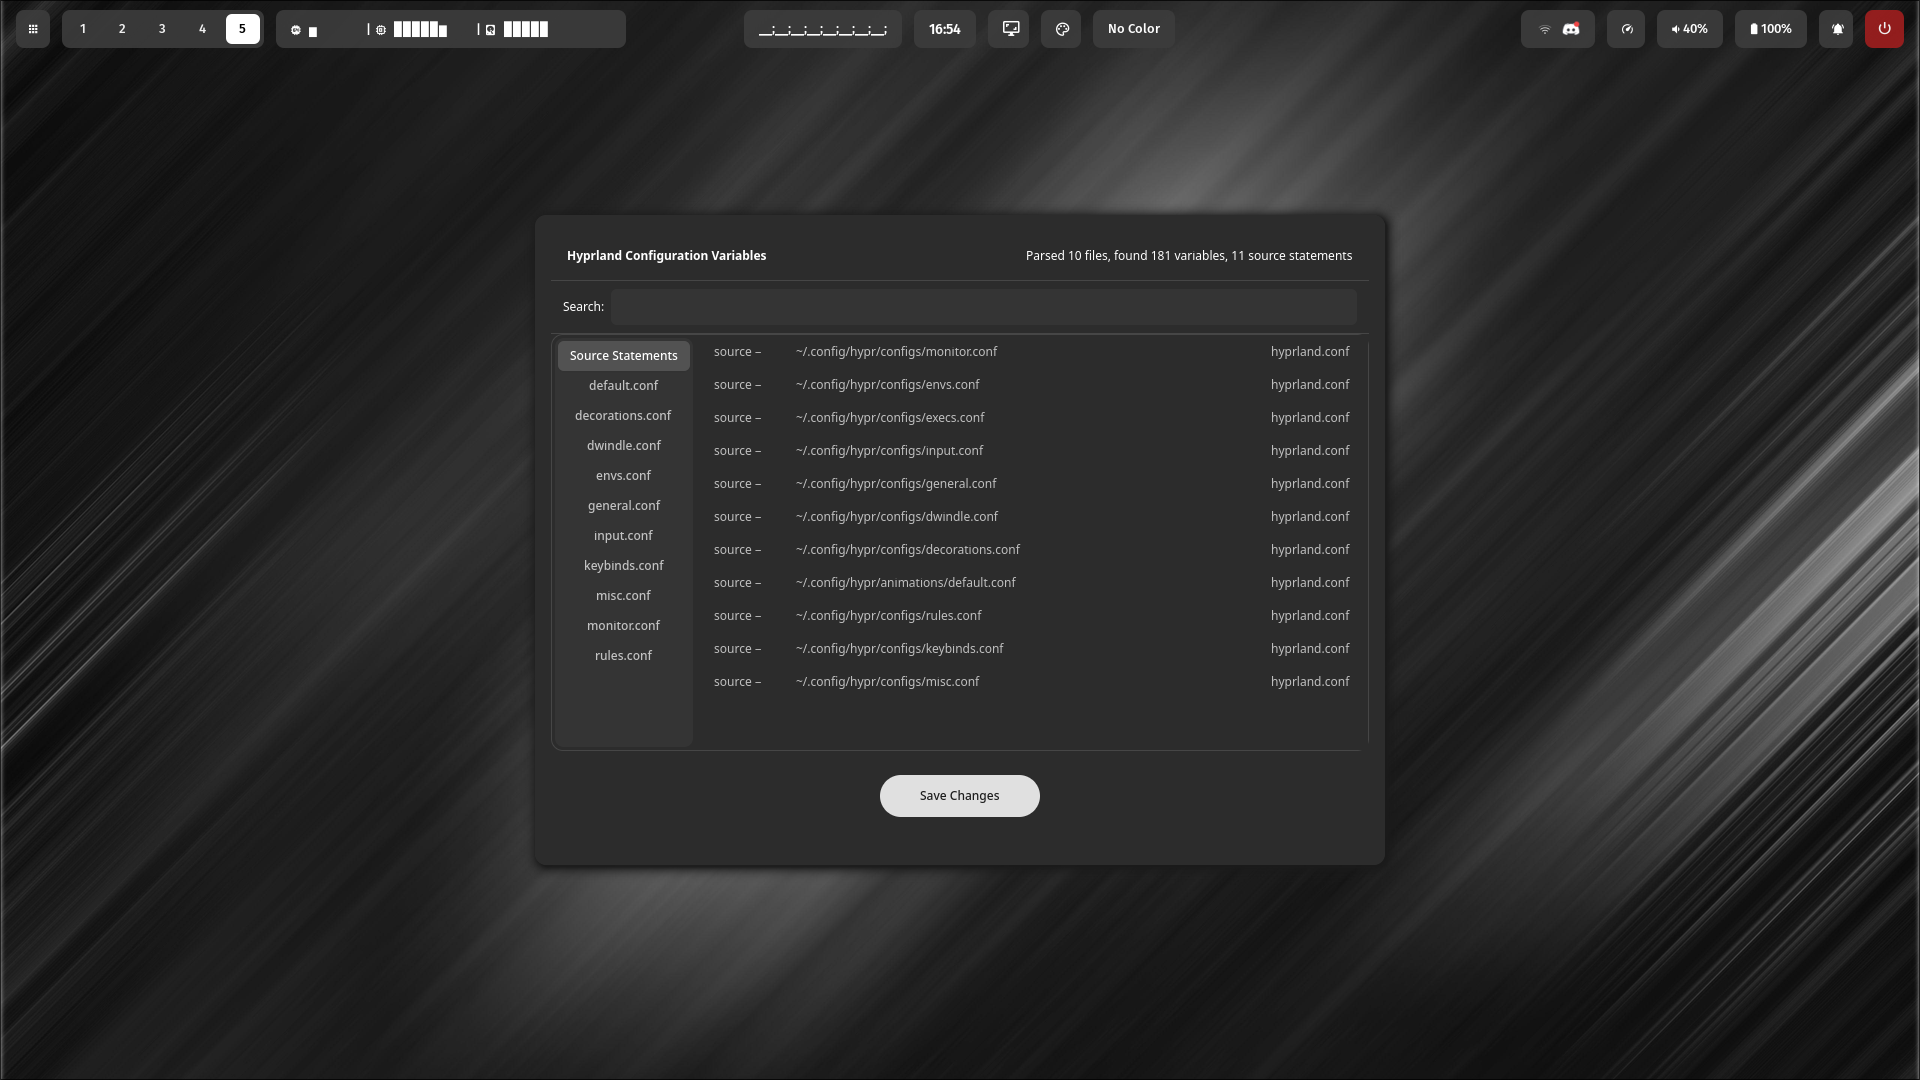 1 2 3 4 5
16:54
No Color
40%
100%
Hyprland Configuration Variables
Parsed 10 files, found 181 variables, 11 source statements
Search:
Source Statements
default.conf
decorations.conf
dwindle.conf
envs.conf
general.conf
input.conf
keybinds.conf
misc.conf
monitor.conf
rules.conf
source – ~/.config/hypr/configs/monitor.conf hyprland.conf
source – ~/.config/hypr/configs/envs.conf hyprland.conf
source – ~/.config/hypr/configs/execs.conf hyprland.conf
source – ~/.config/hypr/configs/input.conf hyprland.conf
source – ~/.config/hypr/configs/general.conf hyprland.conf
source – ~/.config/hypr/configs/dwindle.conf hyprland.conf
source – ~/.config/hypr/configs/decorations.conf hyprland.conf
source – ~/.config/hypr/animations/default.conf hyprland.conf
source – ~/.config/hypr/configs/rules.conf hyprland.conf
source – ~/.config/hypr/configs/keybinds.conf hyprland.conf
source – ~/.config/hypr/configs/misc.conf hyprland.conf
Save Changes